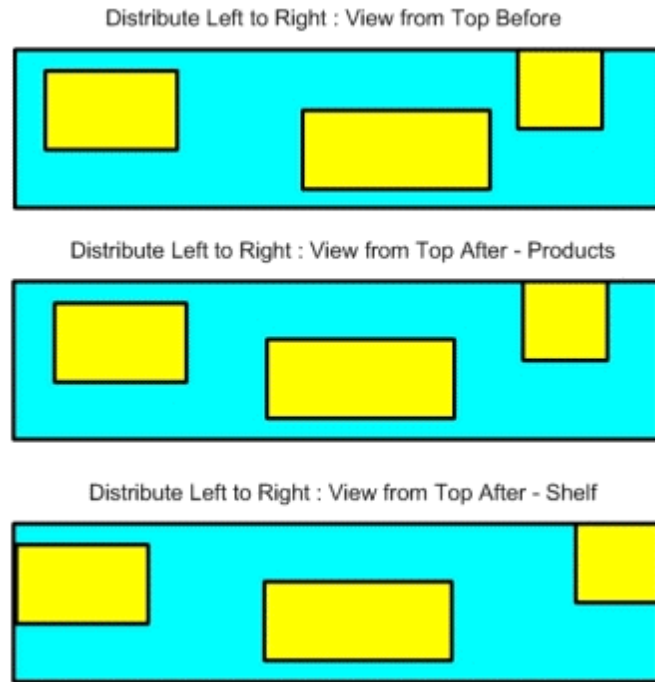 Distribute Left to Right : View from Top Before
Distribute Left to Right : View from Top After - Products
Distribute Left to Right : View from Top After - Shelf